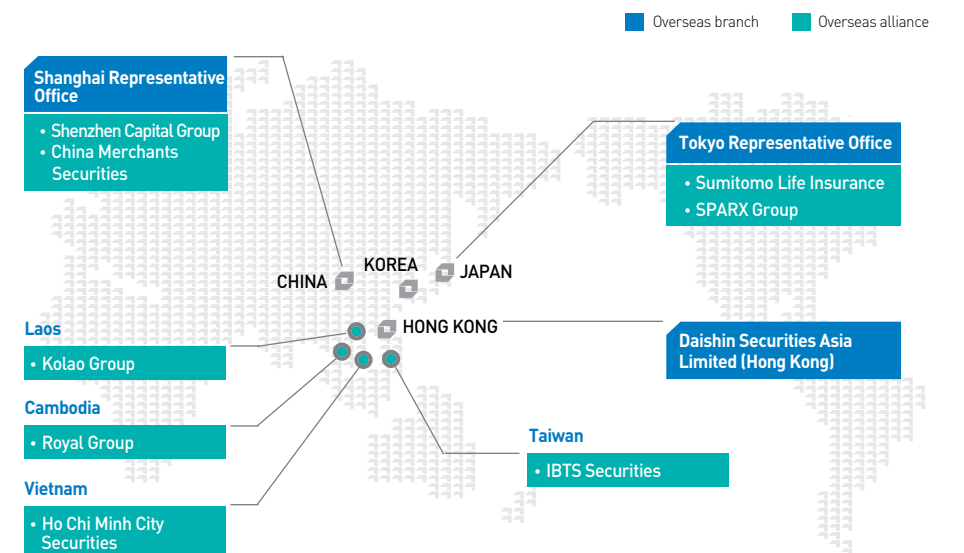 Overseas branch
Overseas alliance
Shanghai Representative
Office
• Shenzhen Capital Group
• China Merchants
Securities
Tokyo Representative Office
• Sumitomo Life Insurance
• SPARX Group
KOREA
CHINA
JAPAN
HONG KONG
Daishin Securities Asia
Limited (Hong Kong)
Laos
• Kolao Group
Cambodia
• Royal Group
Taiwan
• IBTS Securities
Vietnam
• Ho Chi Minh City
Securities